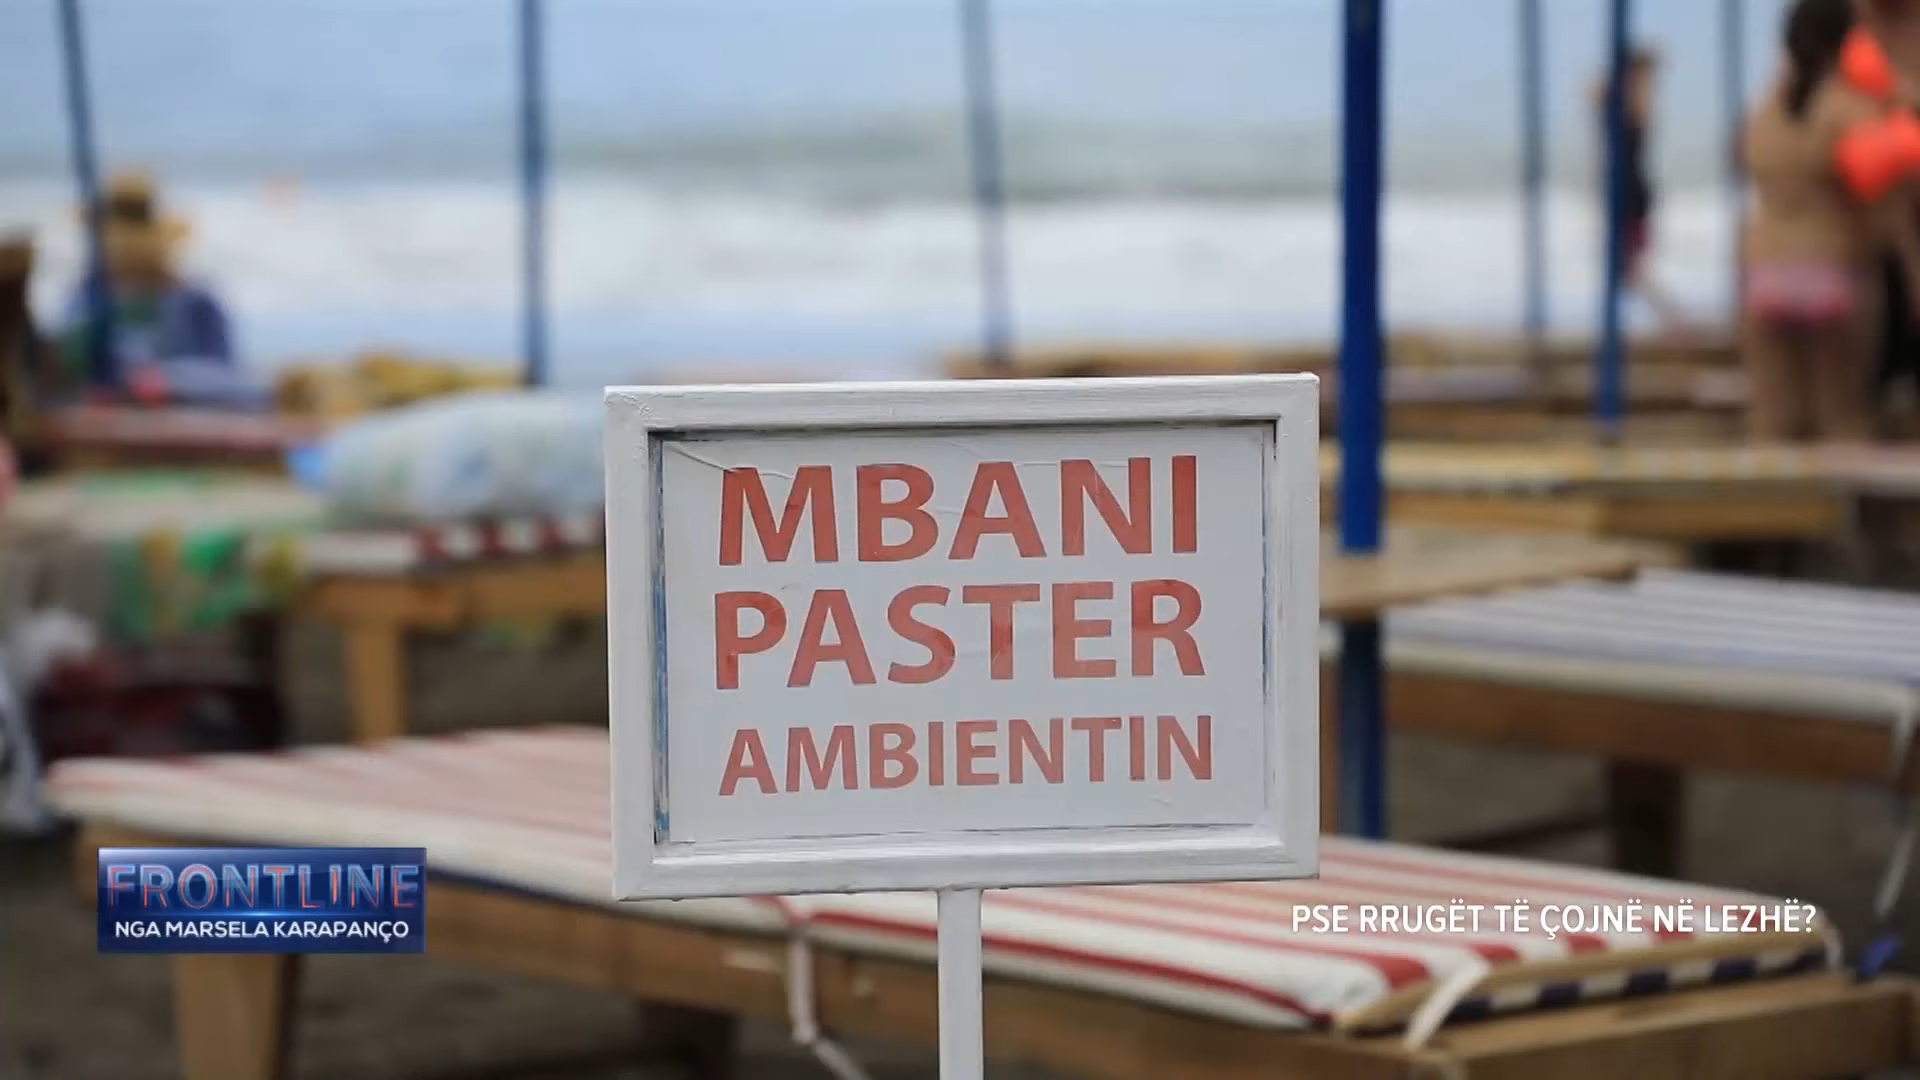 MBANI
PASTER
AMBIENTIN
FRONTLINE
NGA MARSELA KARAPANÇO
PSE RRUGËT TË ÇOJNË NË LEZHË?